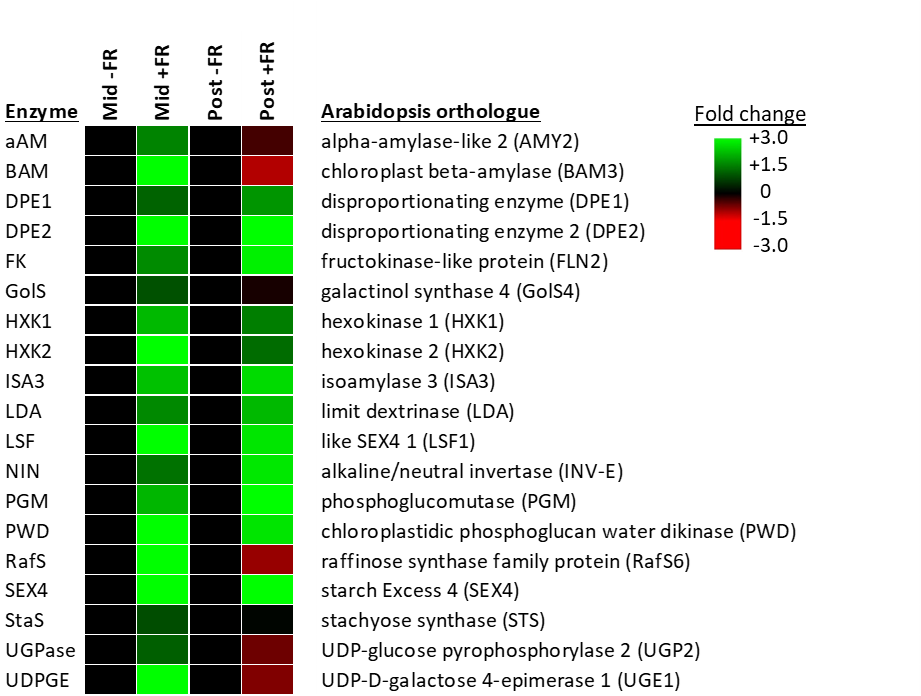 Mid -FR
Mid +FR
Post -FR
Post +FR
Enzyme
Arabidopsis orthologue
Fold change
+3.0
+1.5
0
-1.5
-3.0
aAM alpha-amylase-like 2 (AMY2)
BAM chloroplast beta-amylase (BAM3)
DPE1 disproportionating enzyme (DPE1)
DPE2 disproportionating enzyme 2 (DPE2)
FK fructokinase-like protein (FLN2)
GolS galactinol synthase 4 (GolS4)
HXK1 hexokinase 1 (HXK1)
HXK2 hexokinase 2 (HXK2)
ISA3 isoamylase 3 (ISA3)
LDA limit dextrinase (LDA)
LSF like SEX4 1 (LSF1)
NIN alkaline/neutral invertase (INV-E)
PGM phosphoglucomutase (PGM)
PWD chloroplastidic phosphoglucan water dikinase (PWD)
RafS raffinose synthase family protein (RafS6)
SEX4 starch Excess 4 (SEX4)
StaS stachyose synthase (STS)
UGPase UDP-glucose pyrophosphorylase 2 (UGP2)
UDPGE UDP-D-galactose 4-epimerase 1 (UGE1)